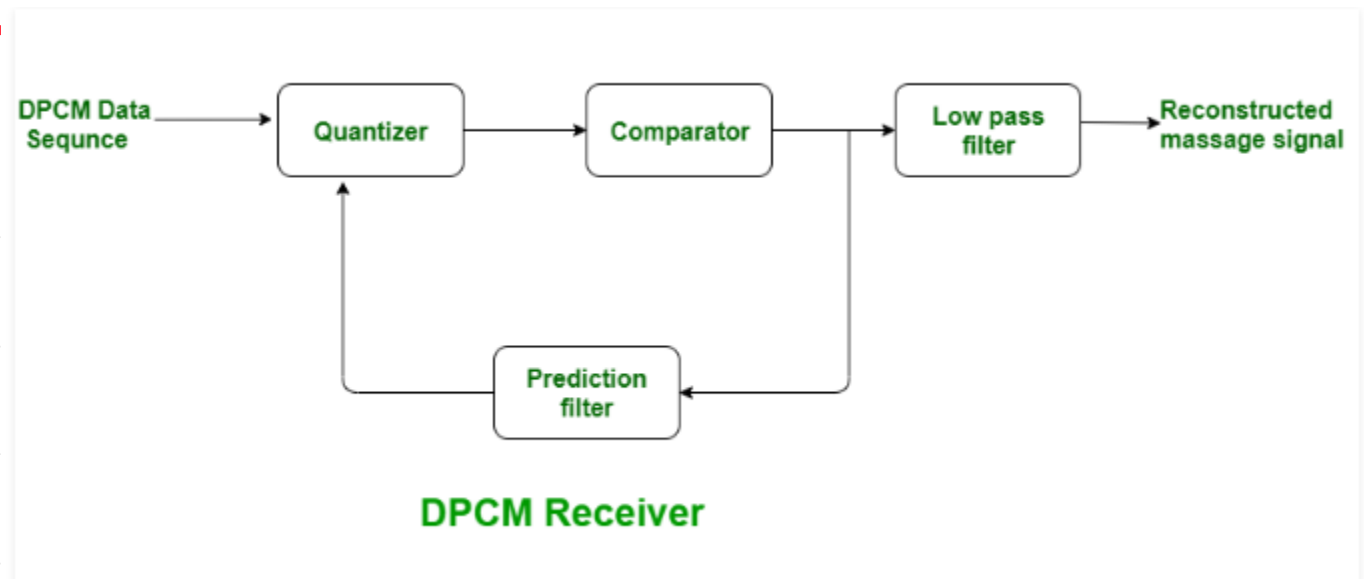 DPCM Data
Sequnce
Quantizer
Comparator
Low pass
filter
Reconstructed
massage signal
Prediction
filter
DPCM Receiver